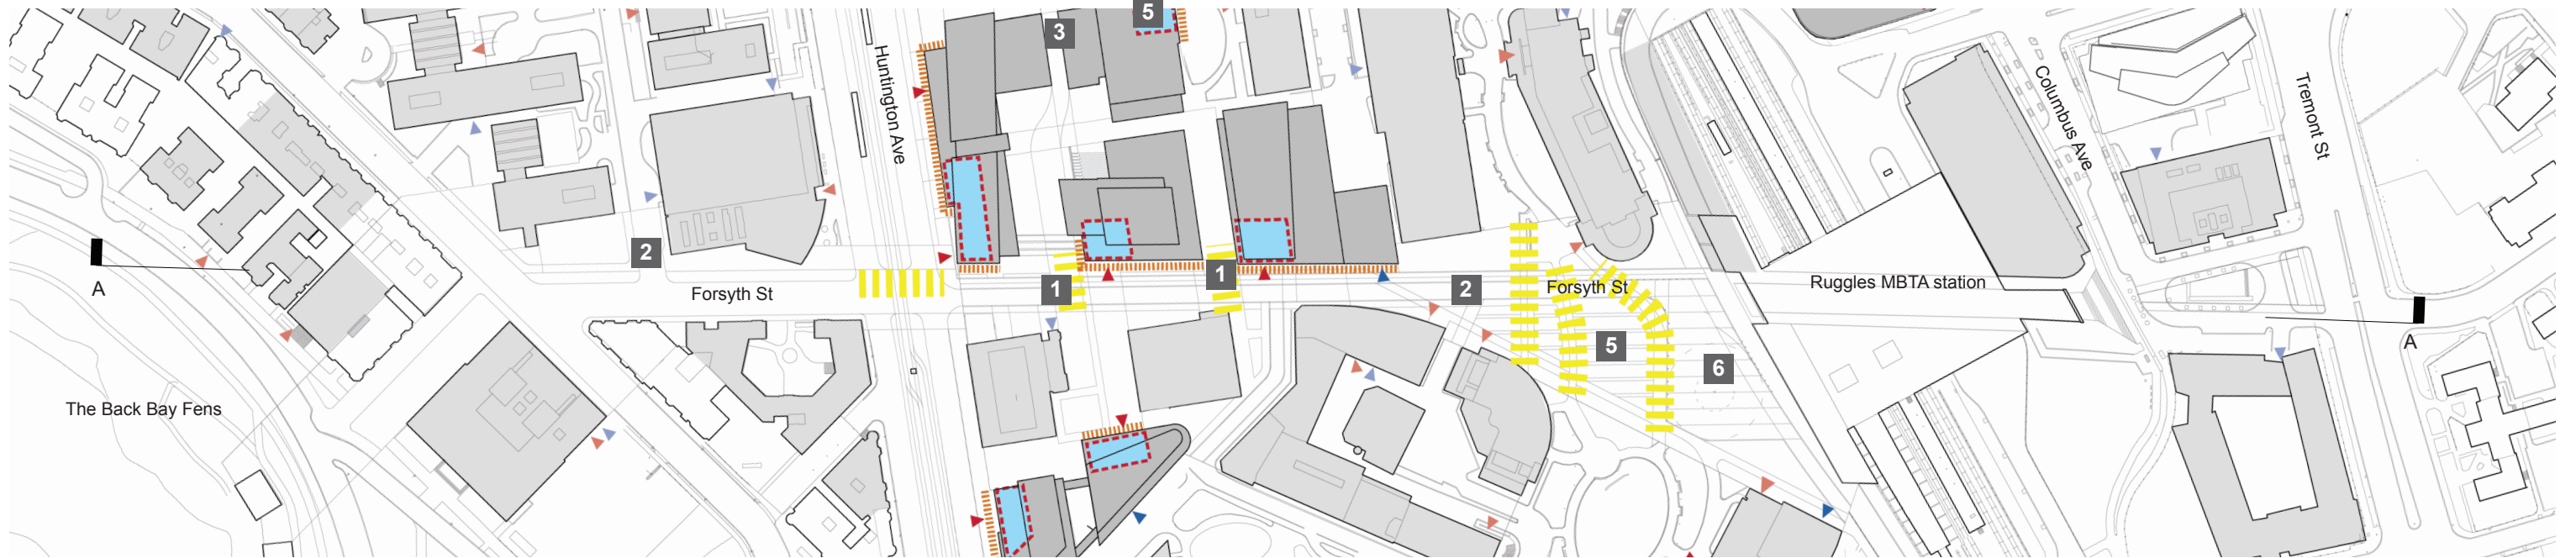 5
3
Huntington Ave
Columbus Ave
Tremont St
2
A
Forsyth St
1
1
2
Forsyth St
Ruggles MBTA station
5
6
A
The Back Bay Fens